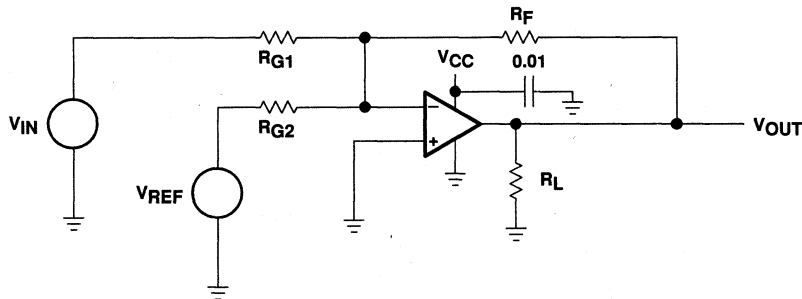 RF
RG1
VCC
0.01
VIN
RG2
VOUT
VREF
RL
−
+